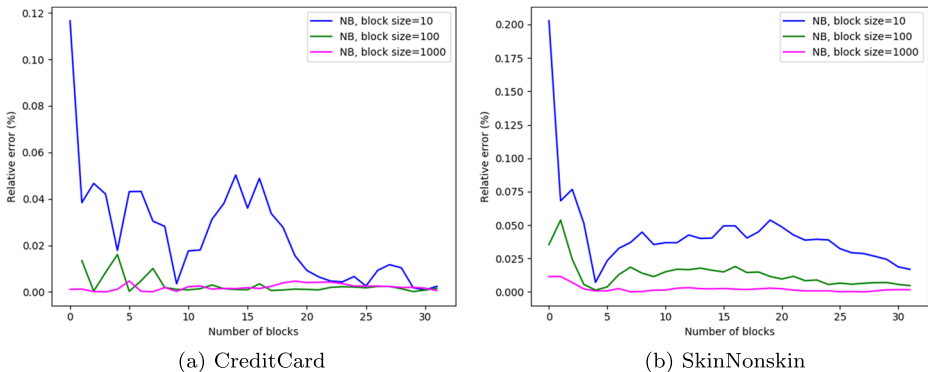 0.12
0.10
0.08
0.06
0.04
0.02
0.00
Relative error (%)
0 5 10 15 20 25 30
Number of blocks
NB, block size=10
NB, block size=100
NB, block size=1000
(a) CreditCard
0.200
0.175
0.150
0.125
0.100
0.075
0.050
0.025
0.000
Relative error (%)
0 5 10 15 20 25 30
Number of blocks
NB, block size=10
NB, block size=100
NB, block size=1000
(b) SkinNonskin